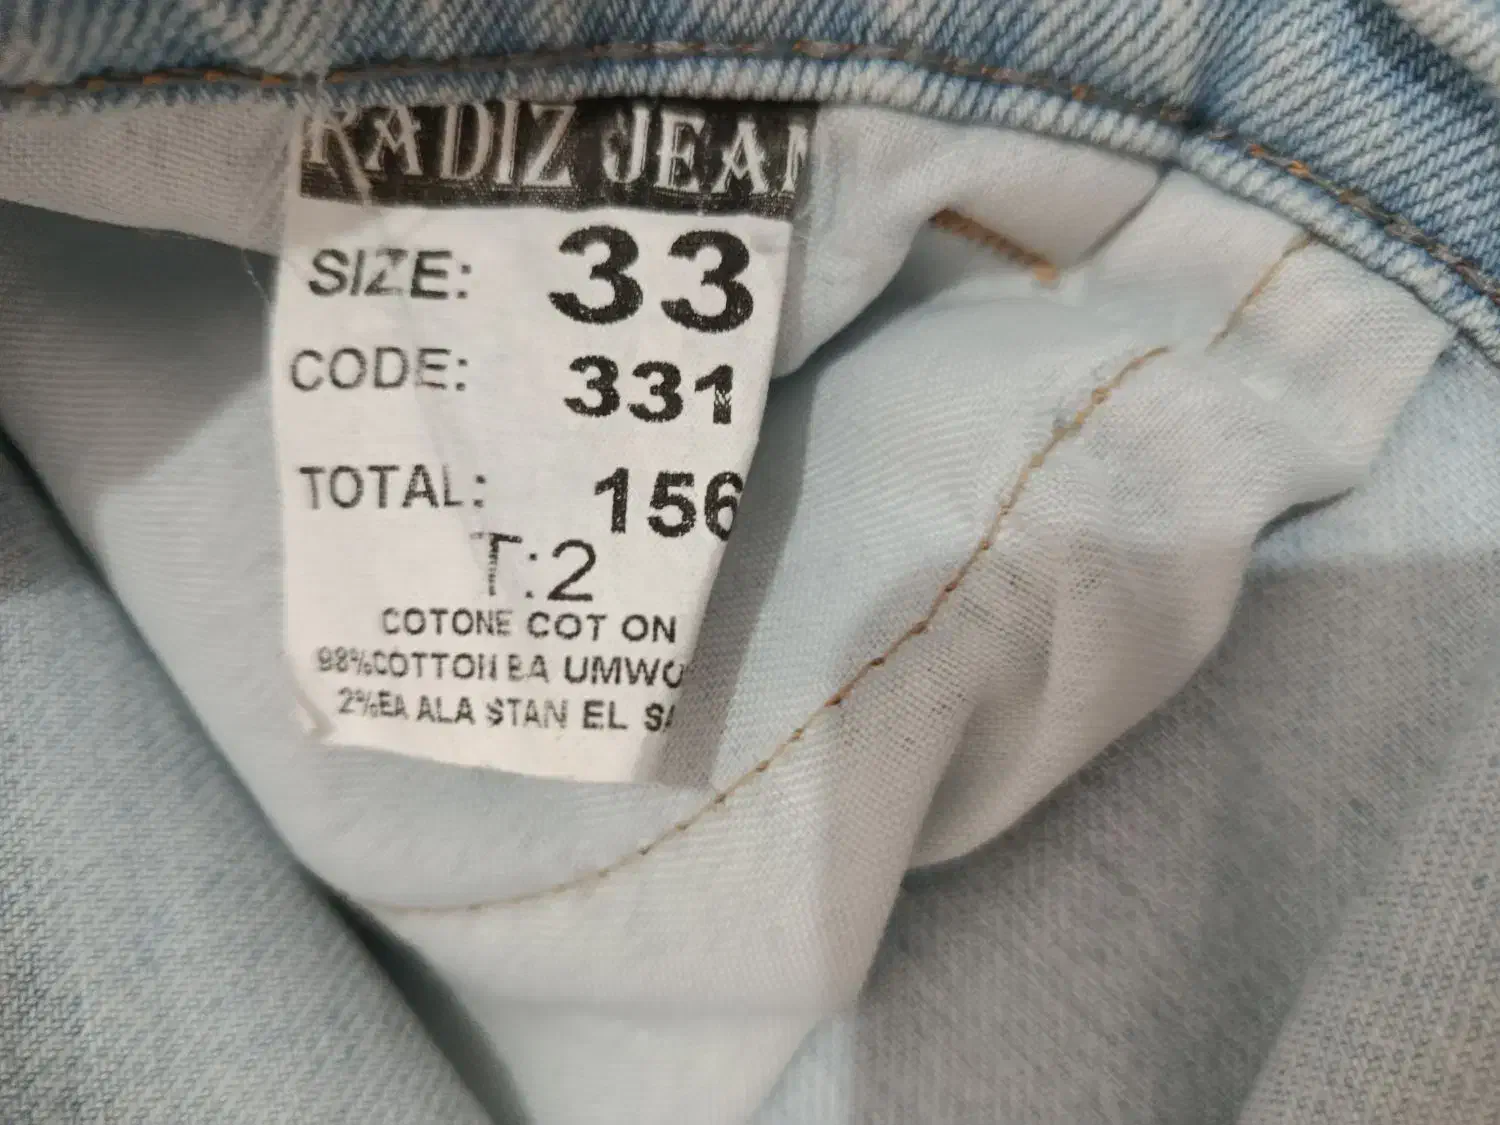 RADIZ JEAN
SIZE: 33
CODE: 331
TOTAL: 156
T:2
COTONE COT ON
98%COTTON BA UMWO
2%EA ALA STAN EL SA